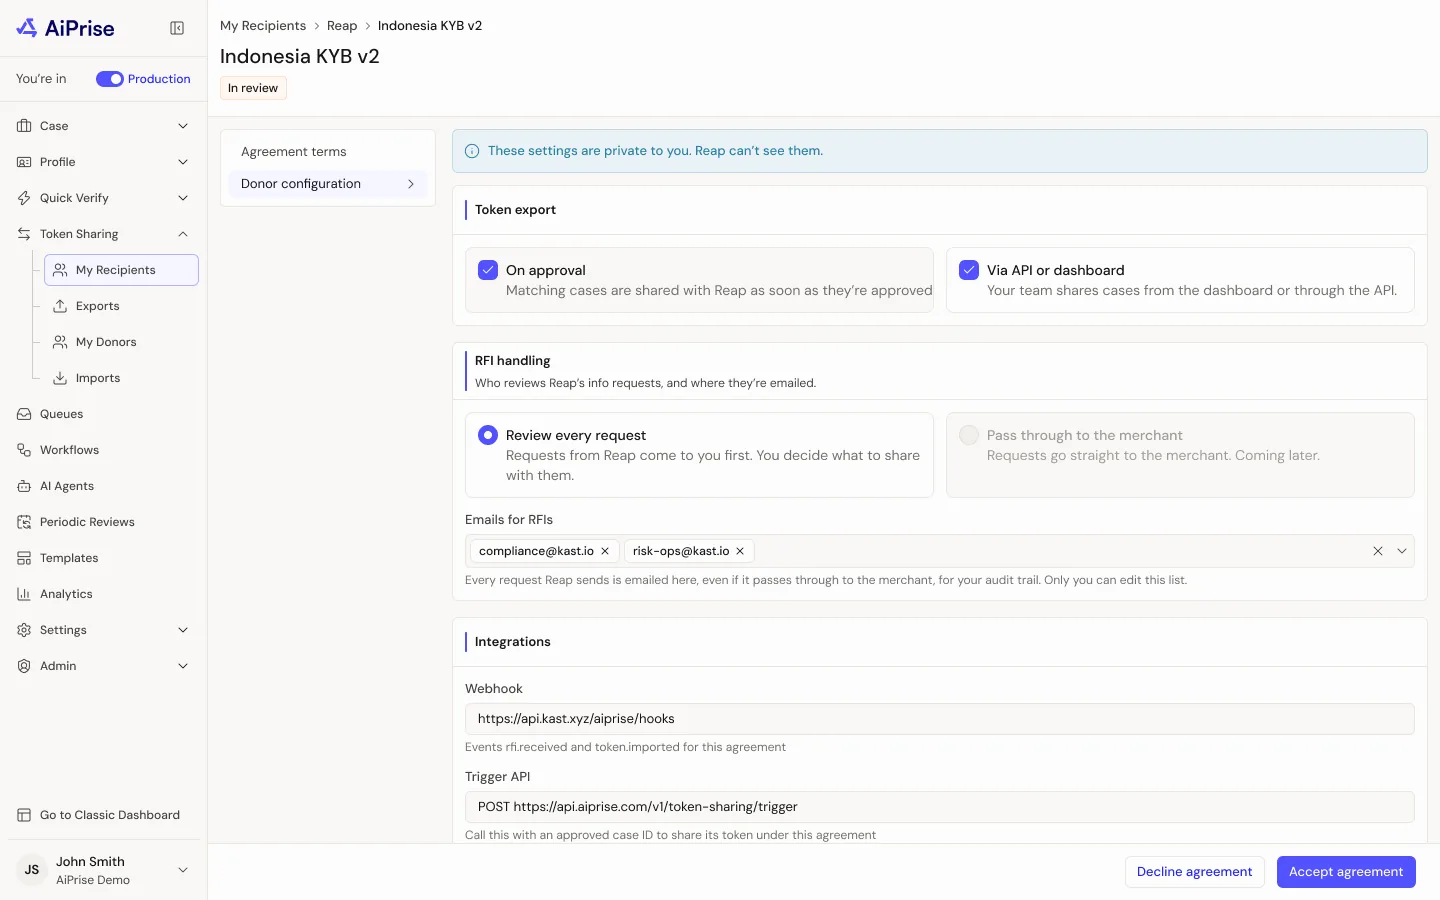 AiPrise
You're in Production
Case
Profile
Quick Verify
Token Sharing
My Recipients
Exports
My Donors
Imports
Queues
Workflows
AI Agents
Periodic Reviews
Templates
Analytics
Settings
Admin
Go to Classic Dashboard
JS
John Smith
AiPrise Demo
My Recipients > Reap > Indonesia KYB v2
Indonesia KYB v2
In review
Agreement terms
Donor configuration
These settings are private to you. Reap can't see them.
Token export
On approval
Matching cases are shared with Reap as soon as they're approved
Via API or dashboard
Your team shares cases from the dashboard or through the API.
RFI handling
Who reviews Reap's info requests, and where they're emailed.
Review every request
Requests from Reap come to you first. You decide what to share
with them.
Pass through to the merchant
Requests go straight to the merchant. Coming later.
Emails for RFIs
compliance@kast.io
risk-ops@kast.io
Every request Reap sends is emailed here, even if it passes through to the merchant, for your audit trail. Only you can edit this list.
Integrations
Webhook
https://api.kast.xyz/aiprise/hooks
Events rfi.received and token.imported for this agreement
Trigger API
POST https://api.aiprise.com/v1/token-sharing/trigger
Call this with an approved case ID to share its token under this agreement
Decline agreement
Accept agreement